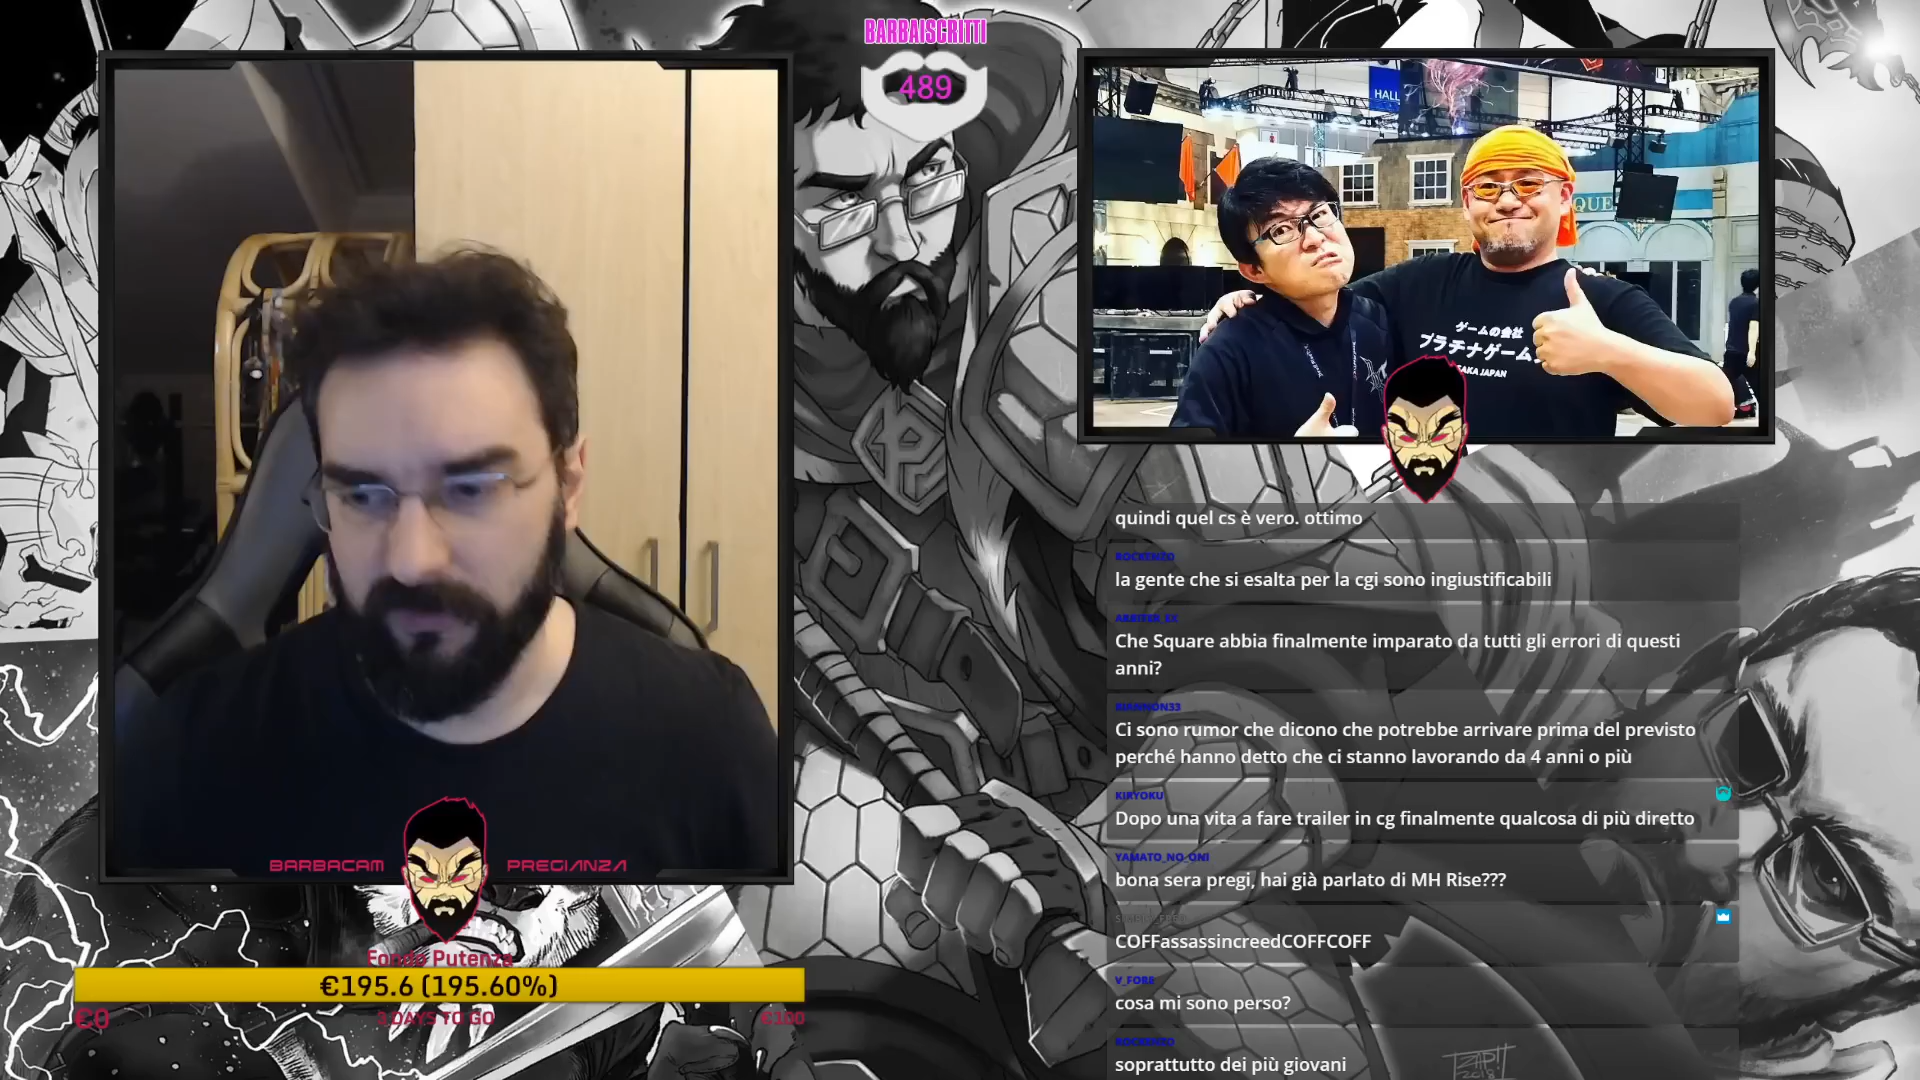 BARBAISCRITTI
489
HALL
QUE
ゲームの会社
プラチナゲーム
SAKA JAPAN
BARBACAM
PREGIANZA
Fondo Putenza
€195.6 (195.60%)
€0
3 DAYS TO GO
€100
quindi quel cs è vero. ottimo
la gente che si esalta per la cgi sono ingiustificabili
Che Square abbia finalmente imparato da tutti gli errori di questi
anni?
Ci sono rumor che dicono che potrebbe arrivare prima del previsto
perché hanno detto che ci stanno lavorando da 4 anni o più
KIRYOKU
Dopo una vita a fare trailer in cg finalmente qualcosa di più diretto
YAMATO_NO_ONI
bona sera pregi, hai già parlato di MH Rise???
COFFassassincreedCOFFCOFF
V_FORE
cosa mi sono perso?
soprattutto dei più giovani